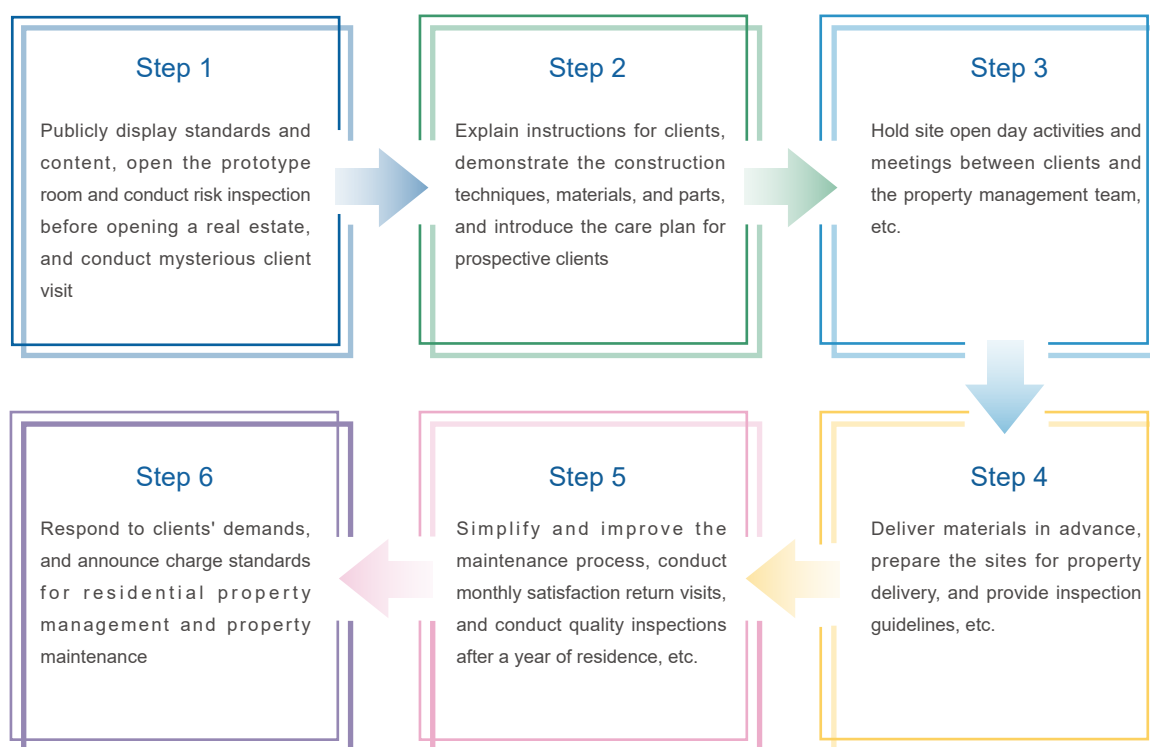 Step 1
Publicly display standards and
content, open the prototype
room and conduct risk inspection
before opening a real estate,
and conduct mysterious client
visit
Step 2
Explain instructions for clients,
demonstrate the construction
techniques, materials, and parts,
and introduce the care plan for
prospective clients
Step 3
Hold site open day activities and
meetings between clients and
the property management team,
etc.
Step 4
Deliver materials in advance,
prepare the sites for property
delivery, and provide inspection
guidelines, etc.
Step 5
Simplify and improve the
maintenance process, conduct
monthly satisfaction return visits,
and conduct quality inspections
after a year of residence, etc.
Step 6
Respond to clients' demands,
and announce charge standards
for residential property
management and property
maintenance